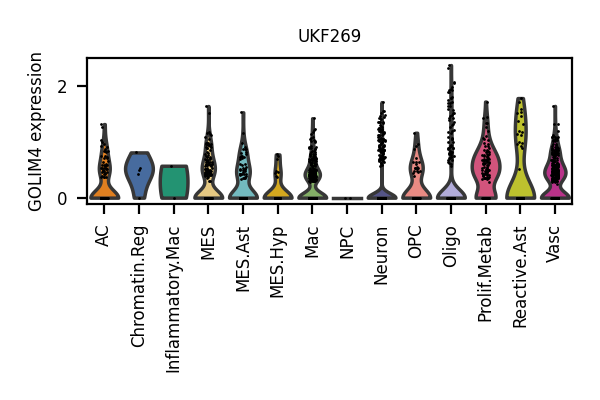 UKF269
GOLIM4 expression
2
0
AC
Chromatin.Reg
Inflammatory.Mac
MES
MES.Ast
MES.Hyp
Mac
NPC
Neuron
OPC
Oligo
Prolif.Metab
Reactive.Ast
Vasc